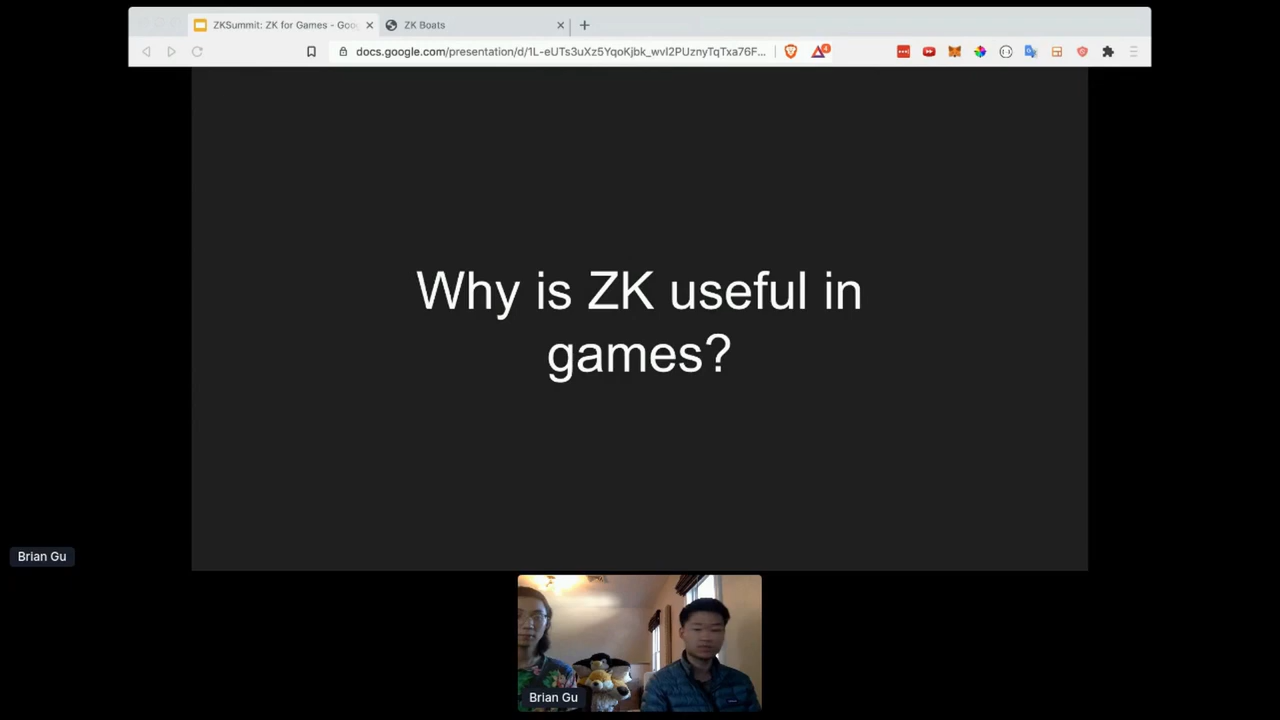 ZKSummit: ZK for Games - Goo
ZK Boats
docs.google.com/presentation/d/1L-eUTs3uXz5YqoKjbk_wvI2PUznyTqTxa76F...
4
Why is ZK useful in
games?
Brian Gu
Brian Gu